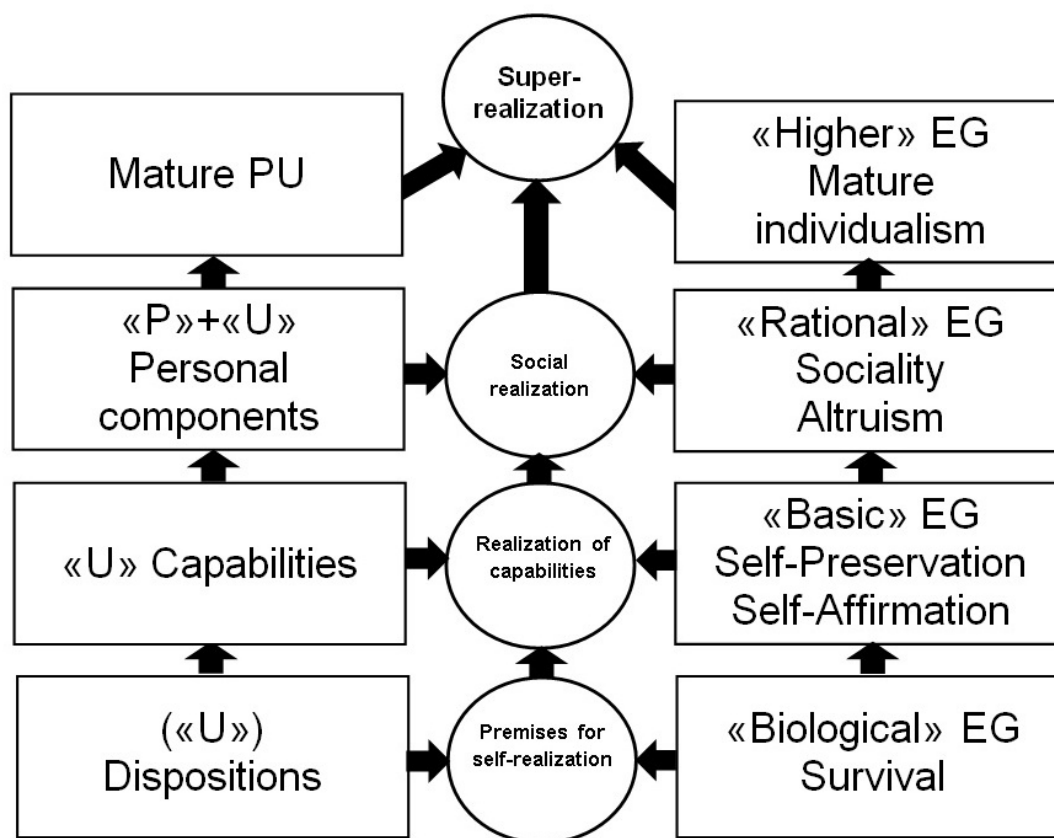 Super-
realization
Mature PU
«Higher» EG
Mature
individualism
«P»+«U»
Personal
components
Social
realization
«Rational» EG
Sociality
Altruism
«U» Capabilities
Realization of
capabilities
«Basic» EG
Self-Preservation
Self-Affirmation
(«U»)
Dispositions
Premises for
self-realization
«Biological» EG
Survival